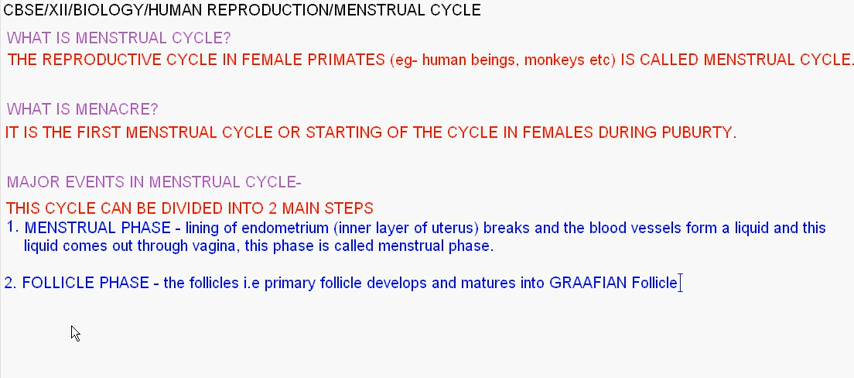 CBSE/XII/BIOLOGY/HUMAN REPRODUCTION/MENSTRUAL CYCLE
WHAT IS MENSTRUAL CYCLE?
THE REPRODUCTIVE CYCLE IN FEMALE PRIMATES (eg- human beings, monkeys etc) IS CALLED MENSTRUAL CYCLE.
WHAT IS MENACRE?
IT IS THE FIRST MENSTRUAL CYCLE OR STARTING OF THE CYCLE IN FEMALES DURING PUBURTY.
MAJOR EVENTS IN MENSTRUAL CYCLE-
THIS CYCLE CAN BE DIVIDED INTO 2 MAIN STEPS
1. MENSTRUAL PHASE - lining of endometrium (inner layer of uterus) breaks and the blood vessels form a liquid and this
liquid comes out through vagina, this phase is called menstrual phase.
2. FOLLICLE PHASE - the follicles i.e primary follicle develops and matures into GRAAFIAN Follicle